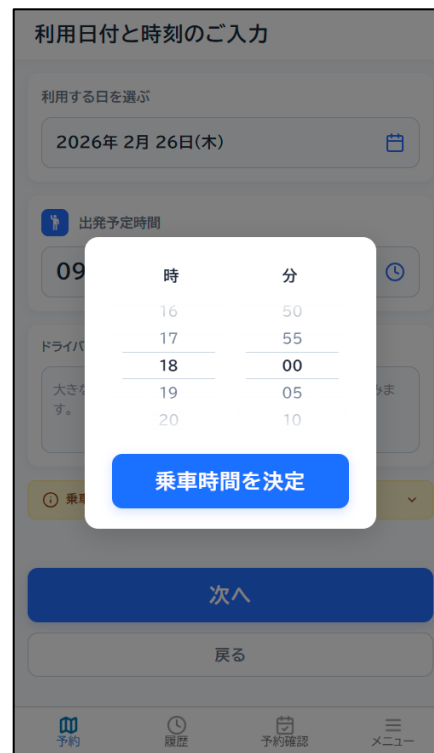 利用日付と時刻のご入力
利用する日を選ぶ
2026年 2月 26日(木)
出発予定時間
09
時 分
16 50
17 55
18 00
19 05
20 10
ドライバ
大きな
みま
す。
乗車時間を決定
乗車
次へ
戻る
予約 履歴 予約確認 メニュー